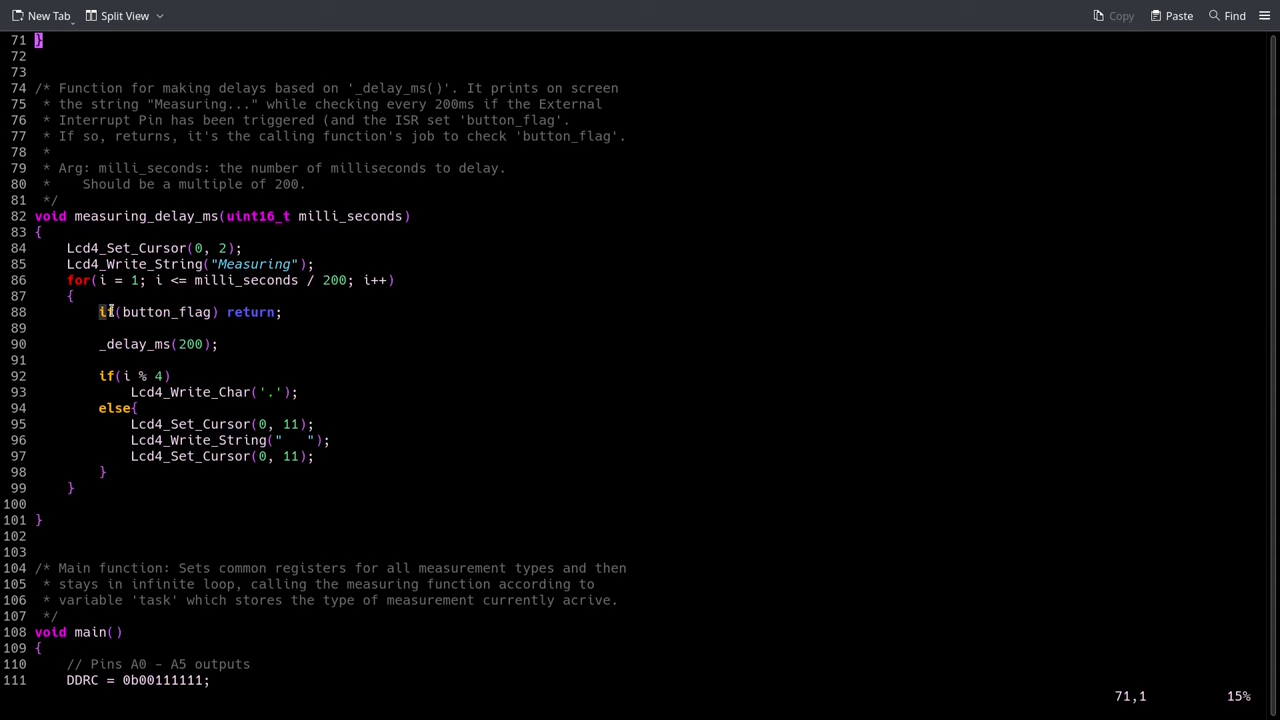 New Tab Split View Copy Paste Find
71 }
72
73
74 /* Function for making delays based on '_delay_ms()'. It prints on screen
75  * the string "Measuring..." while checking every 200ms if the External
76  * Interrupt Pin has been triggered (and the ISR set 'button_flag'.
77  * If so, returns, it's the calling function's job to check 'button_flag'.
78  *
79  * Arg: milli_seconds: the number of milliseconds to delay.
80  *    Should be a multiple of 200.
81  */
82 void measuring_delay_ms(uint16_t milli_seconds)
83 {
84     Lcd4_Set_Cursor(0, 2);
85     Lcd4_Write_String("Measuring");
86     for(i = 1; i <= milli_seconds / 200; i++)
87     {
88         if(button_flag) return;
89
90         _delay_ms(200);
91
92         if(i % 4)
93             Lcd4_Write_Char('.');
94         else{
95             Lcd4_Set_Cursor(0, 11);
96             Lcd4_Write_String("   ");
97             Lcd4_Set_Cursor(0, 11);
98         }
99     }
100
101 }
102
103
104 /* Main function: Sets common registers for all measurement types and then
105  * stays in infinite loop, calling the measuring function according to
106  * variable 'task' which stores the type of measurement currently acrive.
107  */
108 void main()
109 {
110     // Pins A0 - A5 outputs
111     DDRC = 0b00111111;
71,1 15%